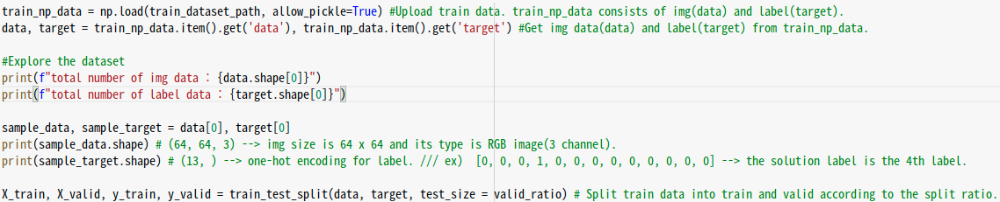 train_np_data = np.load(train_dataset_path, allow_pickle=True) #Upload train data. train_np_data consists of img(data) and label(target).
data, target = train_np_data.item().get('data'), train_np_data.item().get('target') #Get img data(data) and label(target) from train_np_data.
#Explore the dataset
print(f"total number of img data : {data.shape[0]}")
print(f"total number of label data : {target.shape[0]}")
sample_data, sample_target = data[0], target[0]
print(sample_data.shape) # (64, 64, 3) --> img size is 64 x 64 and its type is RGB image(3 channel).
print(sample_target.shape) # (13, ) --> one-hot encoding for label. /// ex)  [0, 0, 0, 1, 0, 0, 0, 0, 0, 0, 0, 0, 0] --> the solution label is the 4th label.
X_train, X_valid, y_train, y_valid = train_test_split(data, target, test_size = valid_ratio) # Split train data into train and valid according to the split ratio.